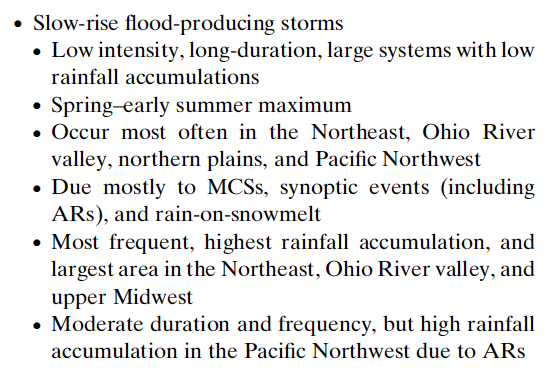 • Slow-rise flood-producing storms
• Low intensity, long-duration, large systems with low
rainfall accumulations
• Spring–early summer maximum
• Occur most often in the Northeast, Ohio River
valley, northern plains, and Pacific Northwest
• Due mostly to MCSs, synoptic events (including
ARs), and rain-on-snowmelt
• Most frequent, highest rainfall accumulation, and
largest area in the Northeast, Ohio River valley, and
upper Midwest
• Moderate duration and frequency, but high rainfall
accumulation in the Pacific Northwest due to ARs